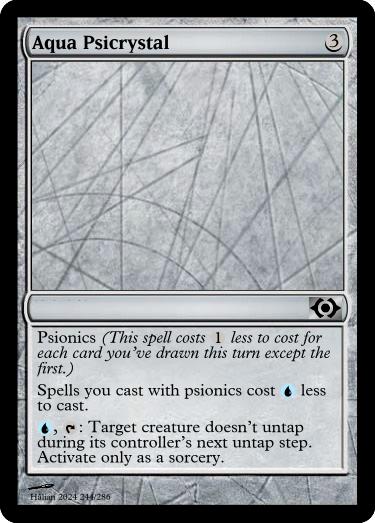 Aqua Psicrystal 3
Psionics (This spell costs 1 less to cost for
each card you've drawn this turn except the
first.)
Spells you cast with psionics cost less
to cast.
, : Target creature doesn't untap
during its controller's next untap step.
Activate only as a sorcery.
Halian 2024 244/286